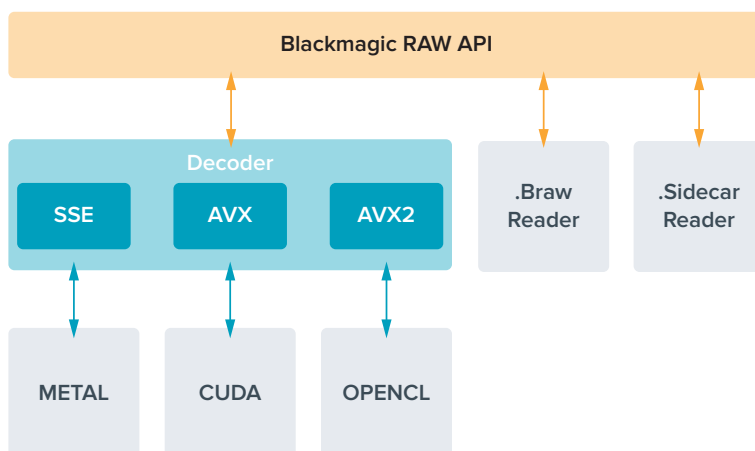 Blackmagic RAW API
Decoder
SSE
AVX
AVX2
.Braw
Reader
.Sidecar
Reader
METAL
CUDA
OPENCL